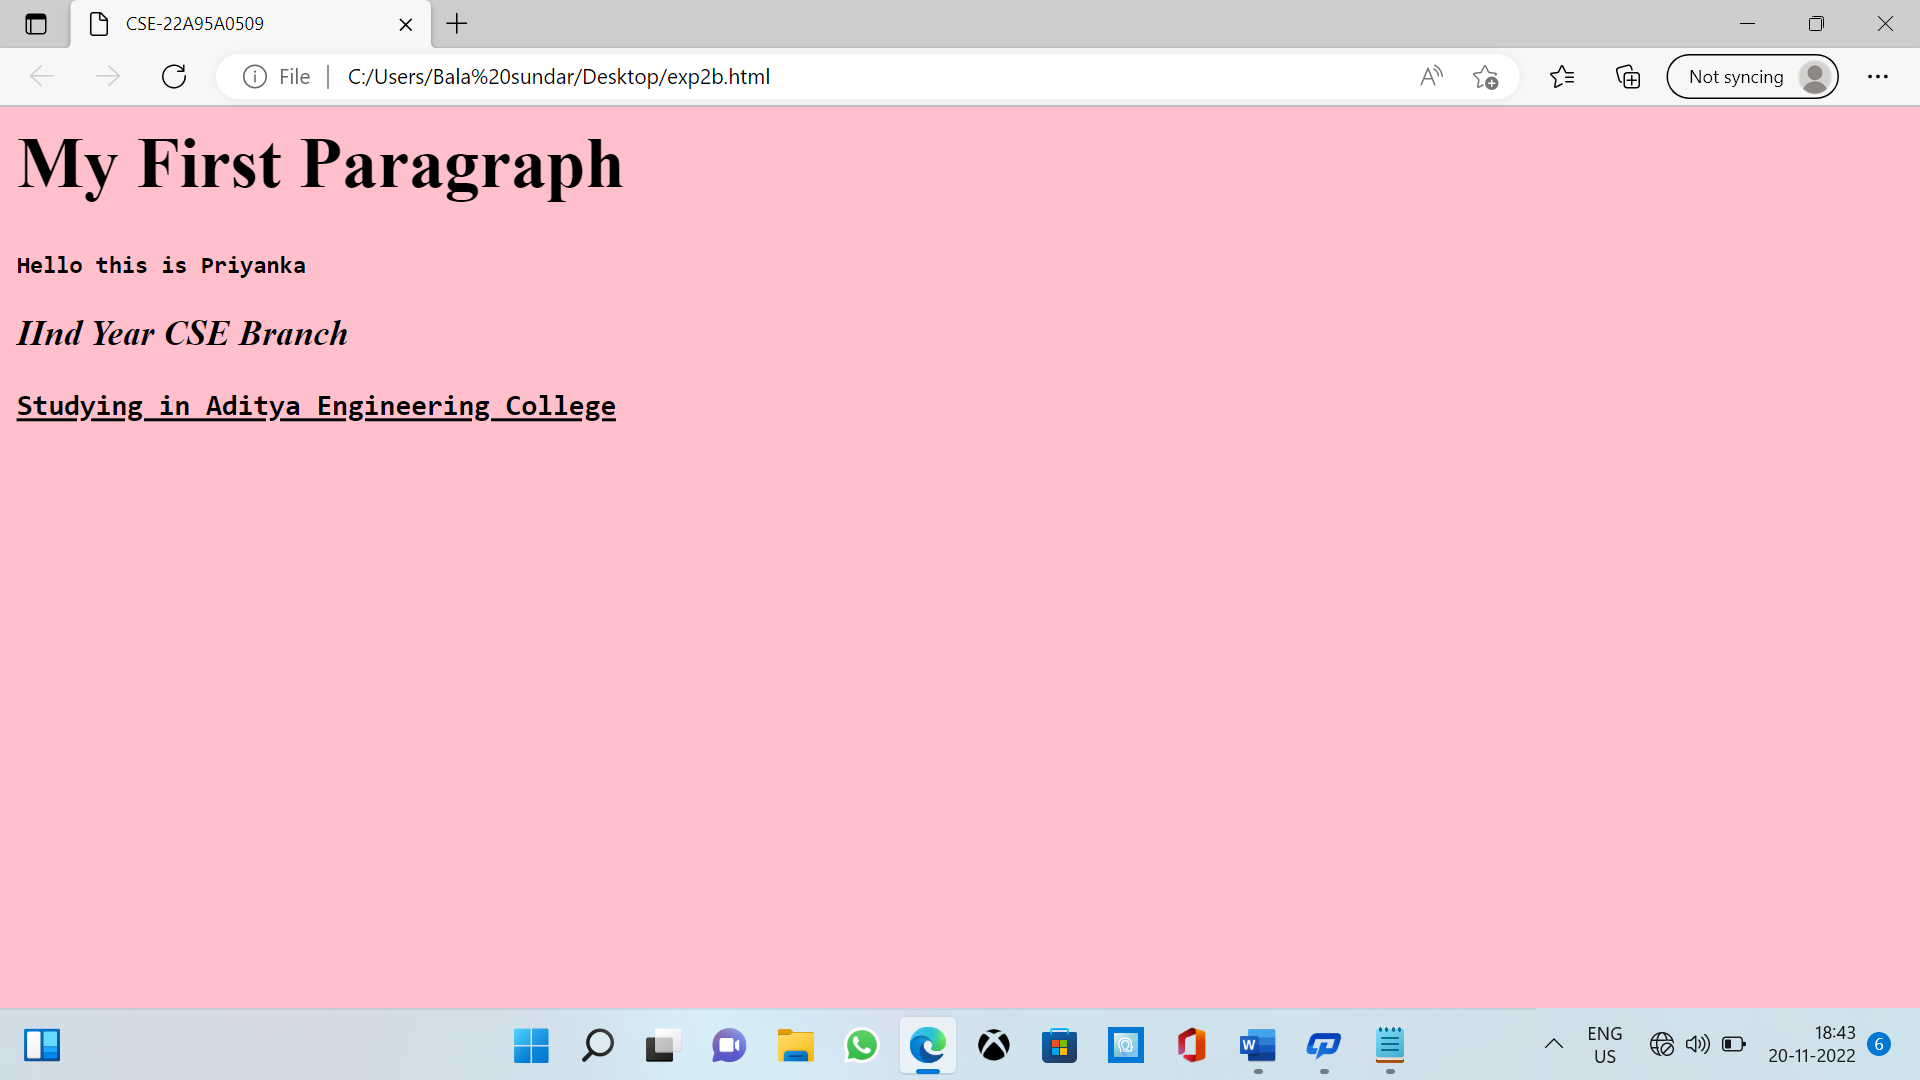 CSE-22A95A0509
File
C:/Users/Bala%20sundar/Desktop/exp2b.html
Not syncing
My First Paragraph
Hello this is Priyanka
IInd Year CSE Branch
Studying in Aditya Engineering College
ENG
US
18:43
20-11-2022
6